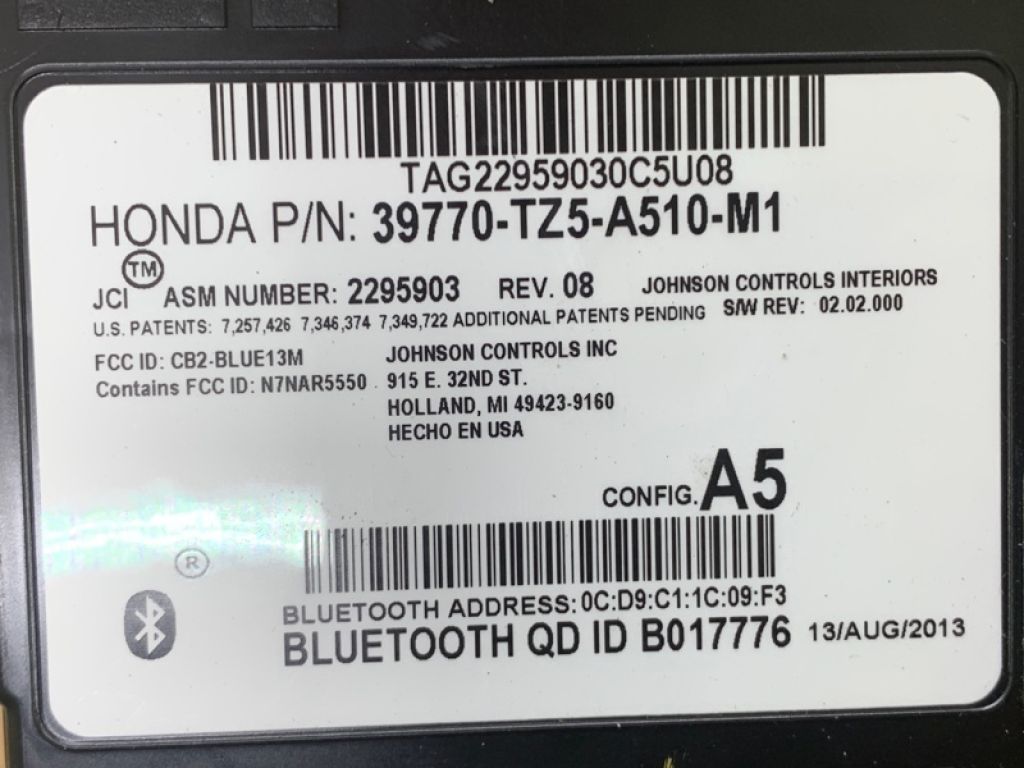 TAG22959030C5U08
HONDA P/N: 39770-TZ5-A510-M1
JCI TM ASM NUMBER: 2295903 REV. 08 JOHNSON CONTROLS INTERIORS
U.S. PATENTS: 7,257,426 7,346,374 7,349,722 ADDITIONAL PATENTS PENDING S/W REV: 02.02.000
FCC ID: CB2-BLUE13M
Contains FCC ID: N7NAR5550
JOHNSON CONTROLS INC
915 E. 32ND ST.
HOLLAND, MI 49423-9160
HECHO EN USA
CONFIG. A5
®
BLUETOOTH ADDRESS: 0C:D9:C1:1C:09:F3
BLUETOOTH QD ID B017776 13/AUG/2013